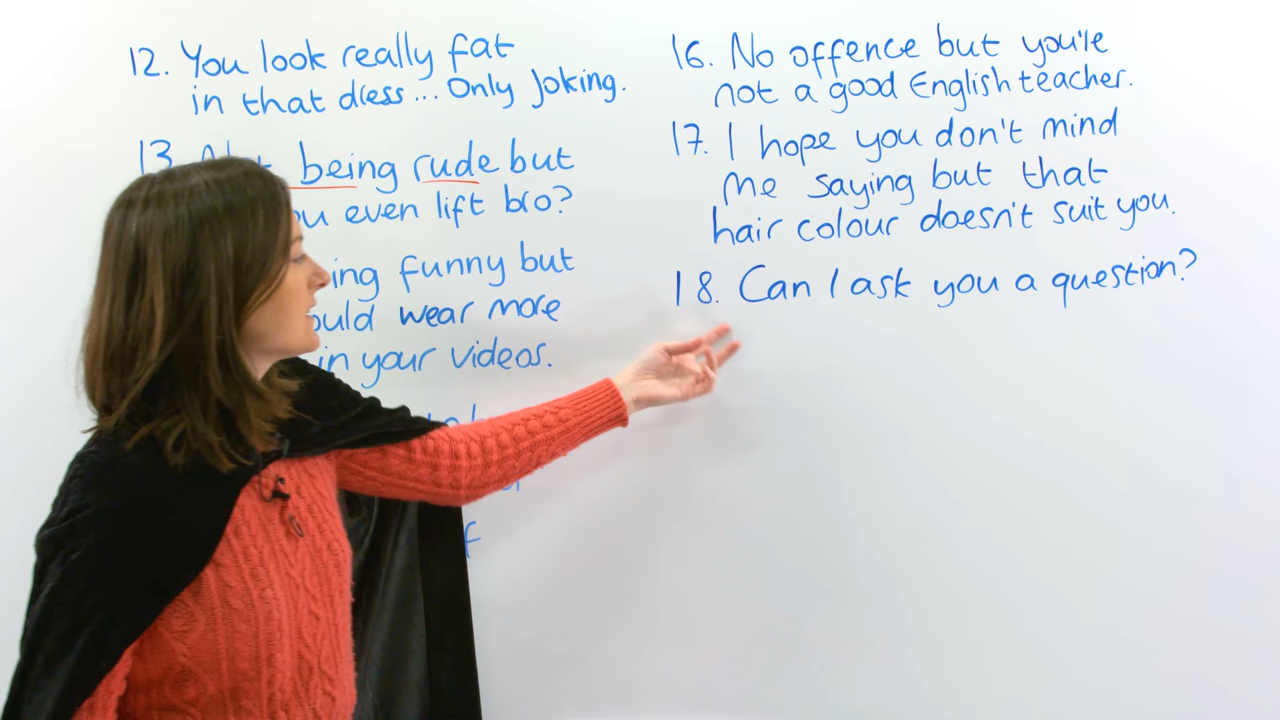 12. You look really fat
in that dress... Only Joking.
13. being rude but
even lift bro?
funny but
wear more
in your videos.
16. No offence but you're
not a good English teacher.
17. I hope you don't mind
me saying but that
hair colour doesn't suit you.
18. Can I ask you a question?